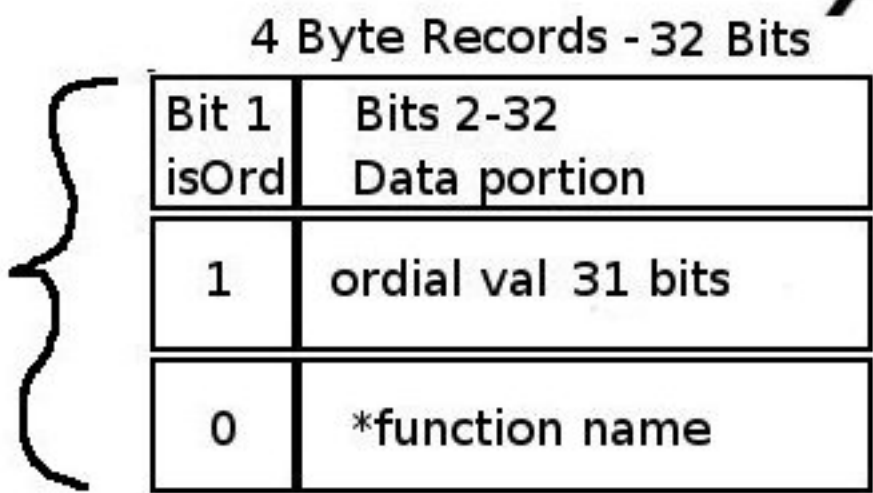 4 Byte Records - 32 Bits
Bit 1 Bits 2-32
isOrd Data portion
1 ordial val 31 bits
0 *function name